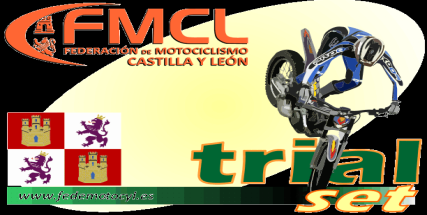 FMCL
FEDERACIÓN DE MOTOCICLISMO
CASTILLA Y LEÓN
trial
set
www.fedemotocyl.es